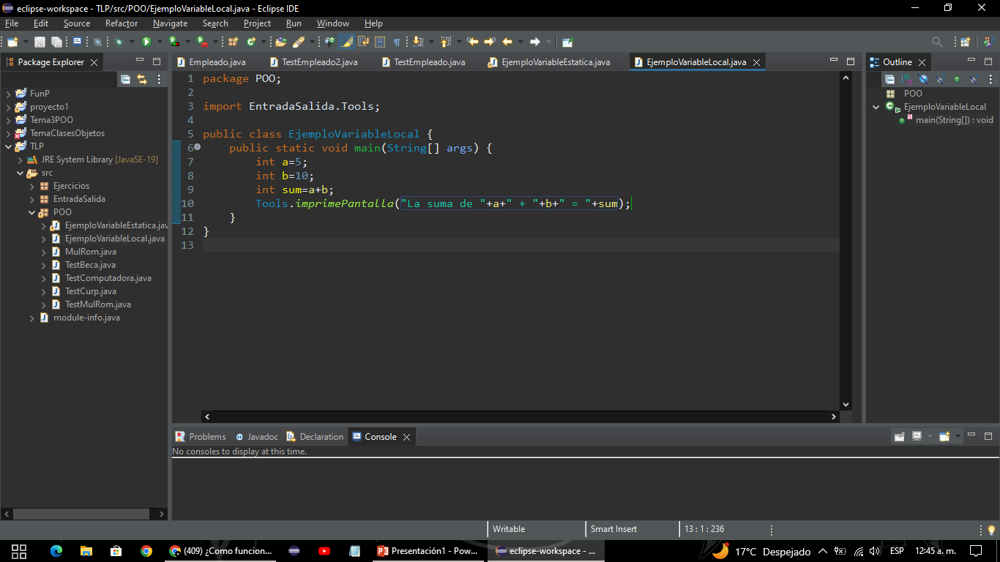 eclipse-workspace - TLP/src/POO/EjemploVariableLocal.java - Eclipse IDE
File Edit Source Refactor Navigate Search Project Run Window Help
Package Explorer
FunP
proyecto1
Tema3POO
TemaClasesObjetos
TLP
JRE System Library [JavaSE-19]
src
Ejercicios
EntradaSalida
POO
EjemploVariableEstatica.jav
EjemploVariableLocal.java
MulRom.java
TestBeca.java
TestComputadora.java
TestCurp.java
TestMulRom.java
module-info.java
Empleado.java TestEmpleado2.java TestEmpleado.java EjemploVariableEstatica.java EjemploVariableLocal.java
1 package POO;
2
3 import EntradaSalida.Tools;
4
5 public class EjemploVariableLocal {
6 public static void main(String[] args) {
7 int a=5;
8 int b=10;
9 int sum=a+b;
10 Tools.imprimePantalla("La suma de "+a+" + "+b+" = "+sum);
11 }
12 }
13
Outline
POO
EjemploVariableLocal
main(String[]) : void
Problems Javadoc Declaration Console
No consoles to display at this time.
Writable Smart Insert 13 : 1 : 236
(409) ¿Como funcion... Presentación1 - Pow... eclipse-workspace - ... 17°C Despejado ESP 12:45 a. m.